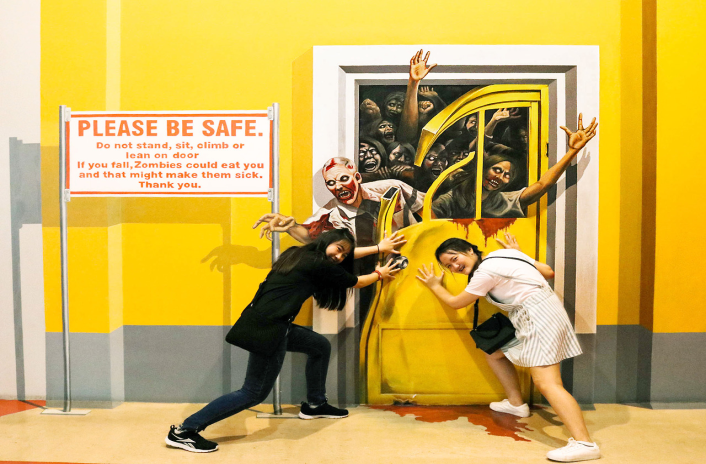 PLEASE BE SAFE.
Do not stand, sit, climb or
lean on door
If you fall,Zombies could eat you
and that might make them sick.
Thank you.